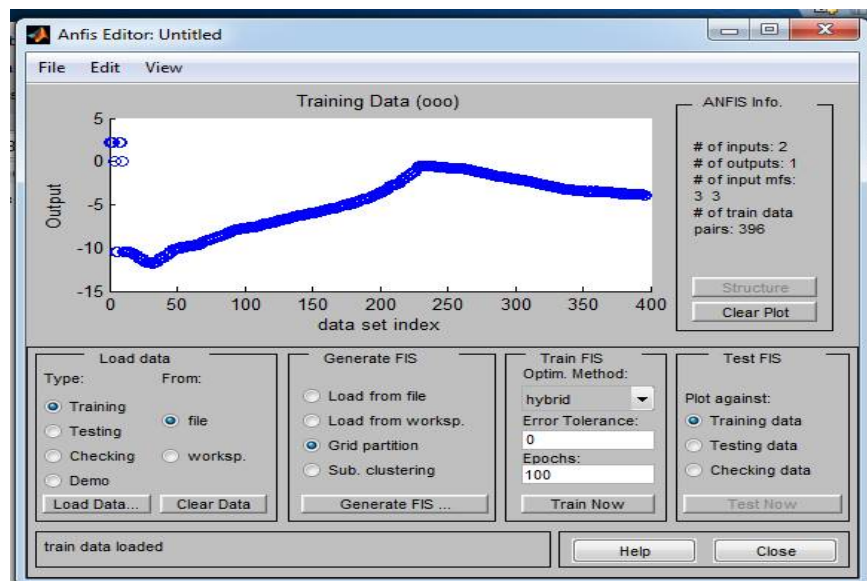 Anfis Editor: Untitled
File Edit View
Training Data (ooo)
5
0
-5
-10
-15
Output
0 50 100 150 200 250 300 350 400
data set index
ANFIS Info.
# of inputs: 2
# of outputs: 1
# of input mfs:
3 3
# of train data
pairs: 396
Structure
Clear Plot
Load data
Type: From:
Training
file
Testing
Checking
worksp.
Demo
Load Data... Clear Data
Generate FIS
Load from file
Load from worksp.
Grid partition
Sub. clustering
Generate FIS ...
Train FIS
Optim. Method:
hybrid
Error Tolerance:
0
Epochs:
100
Train Now
Test FIS
Plot against:
Training data
Testing data
Checking data
Test Now
train data loaded
Help Close